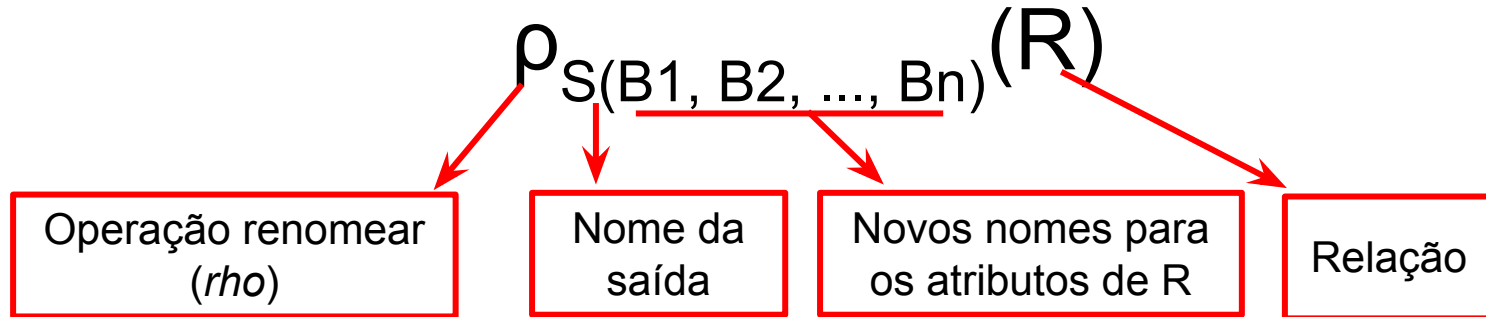 ρS(B1, B2, ..., Bn)(R)
Operação renomear
(rho)
Nome da
saída
Novos nomes para
os atributos de R
Relação